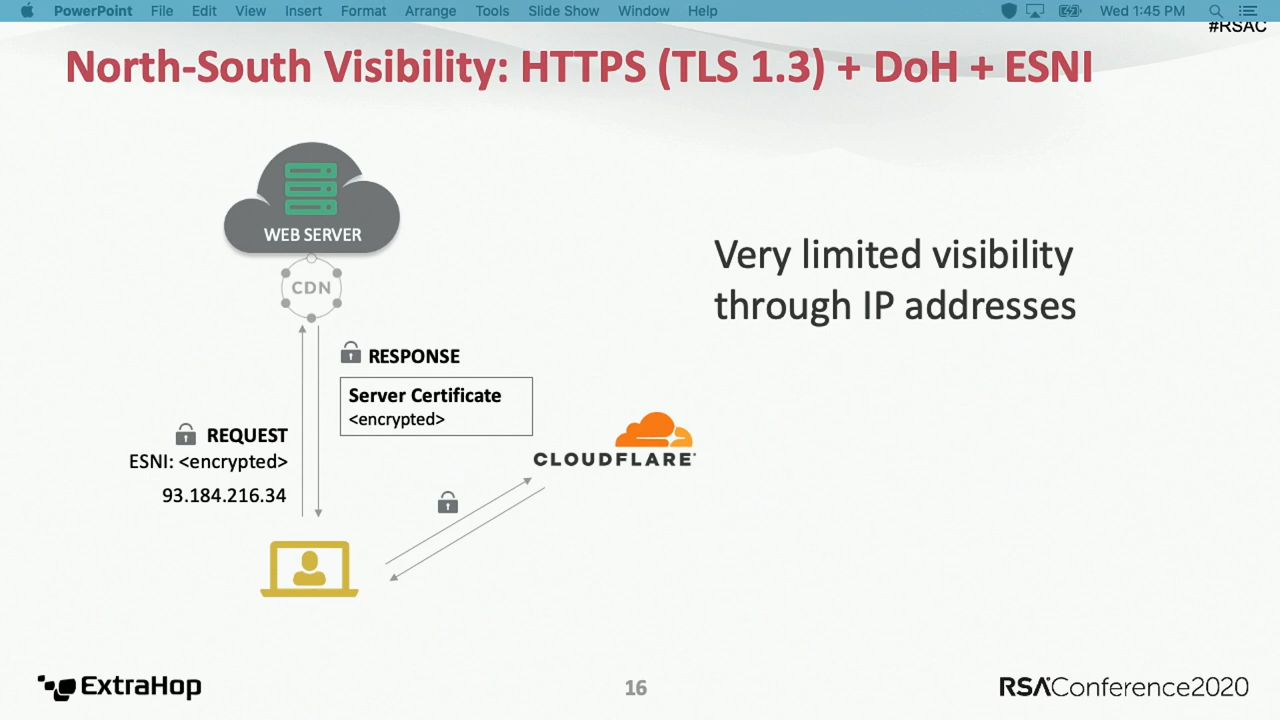 PowerPoint File Edit View Insert Format Arrange Tools Slide Show Window Help Wed 1:45 PM
#RSAC
North-South Visibility: HTTPS (TLS 1.3) + DoH + ESNI
WEB SERVER
CDN
RESPONSE
Server Certificate
<encrypted>
REQUEST
ESNI: <encrypted>
93.184.216.34
CLOUDFLARE
Very limited visibility
through IP addresses
ExtraHop
16
RSAConference2020